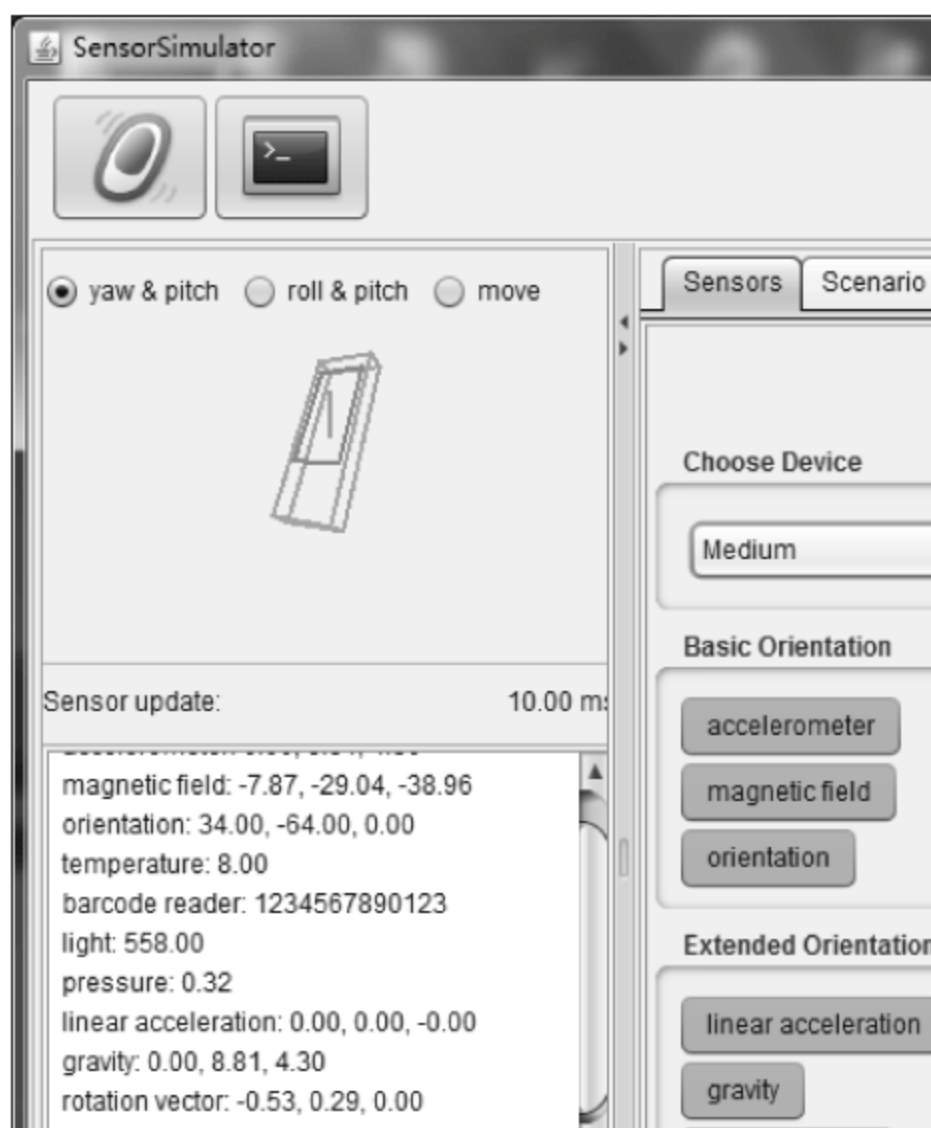 SensorSimulator
>_
yaw & pitch roll & pitch move
Sensor update: 10.00 ms
magnetic field: -7.87, -29.04, -38.96
orientation: 34.00, -64.00, 0.00
temperature: 8.00
barcode reader: 1234567890123
light: 558.00
pressure: 0.32
linear acceleration: 0.00, 0.00, -0.00
gravity: 0.00, 8.81, 4.30
rotation vector: -0.53, 0.29, 0.00
Sensors Scenario
Choose Device
Medium
Basic Orientation
accelerometer
magnetic field
orientation
Extended Orientation
linear acceleration
gravity